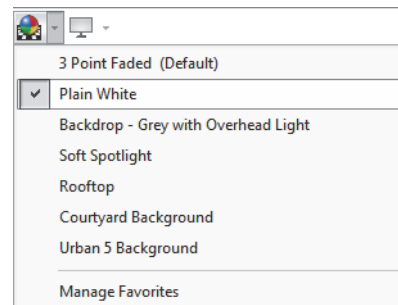 3 Point Faded (Default)
Plain White
Backdrop - Grey with Overhead Light
Soft Spotlight
Rooftop
Courtyard Background
Urban 5 Background
Manage Favorites